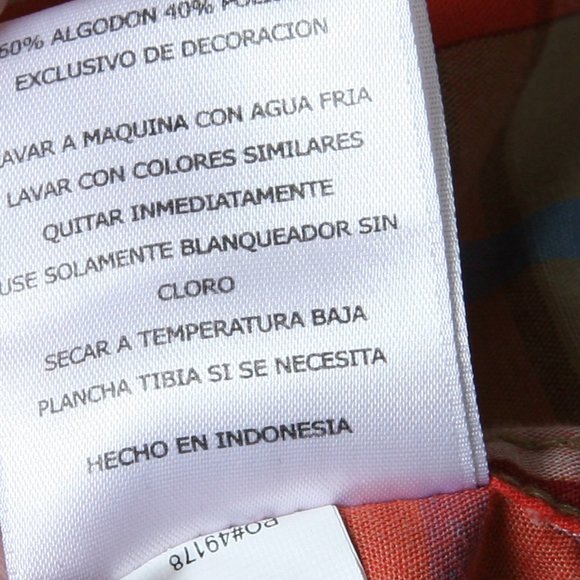 60% ALGODON 40%
EXCLUSIVO DE DECORACION
LAVAR A MAQUINA CON AGUA FRIA
LAVAR CON COLORES SIMILARES
QUITAR INMEDIATAMENTE
USE SOLAMENTE BLANQUEADOR SIN
CLORO
SECAR A TEMPERATURA BAJA
PLANCHA TIBIA SI SE NECESITA
HECHO EN INDONESIA
PO#49178